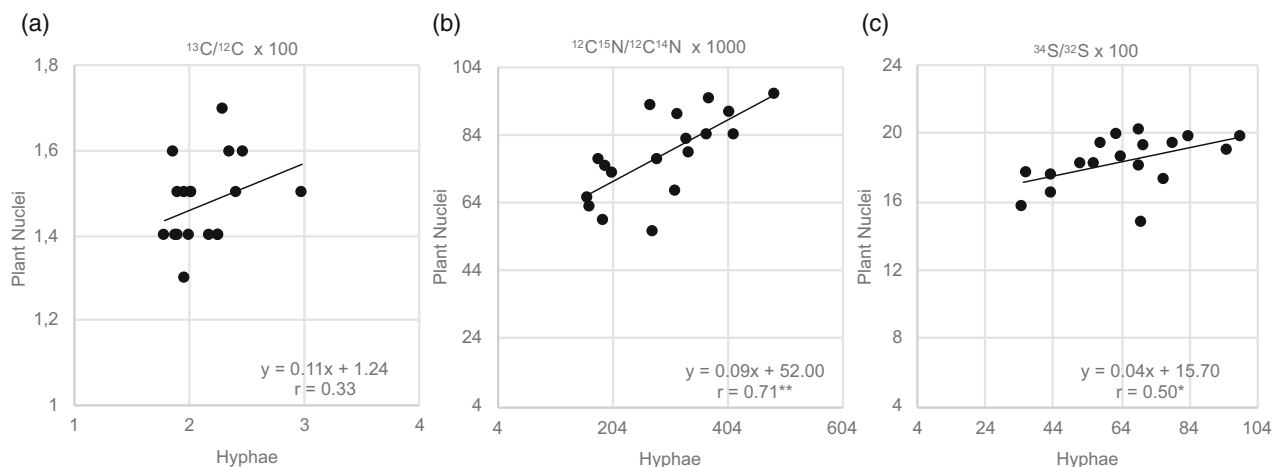 (a)
¹³C/¹²C x 100
Plant Nuclei
1,8
1,6
1,4
1,2
1
y = 0.11x + 1.24
r = 0.33
1 2 3 4
Hyphae
(b)
¹²C¹⁵N/¹²C¹⁴N x 1000
Plant Nuclei
104
84
64
44
24
4
y = 0.09x + 52.00
r = 0.71**
4 204 404 604
Hyphae
(c)
³⁴S/³²S x 100
Plant Nuclei
24
20
16
12
8
4
y = 0.04x + 15.70
r = 0.50*
4 24 44 64 84 104
Hyphae